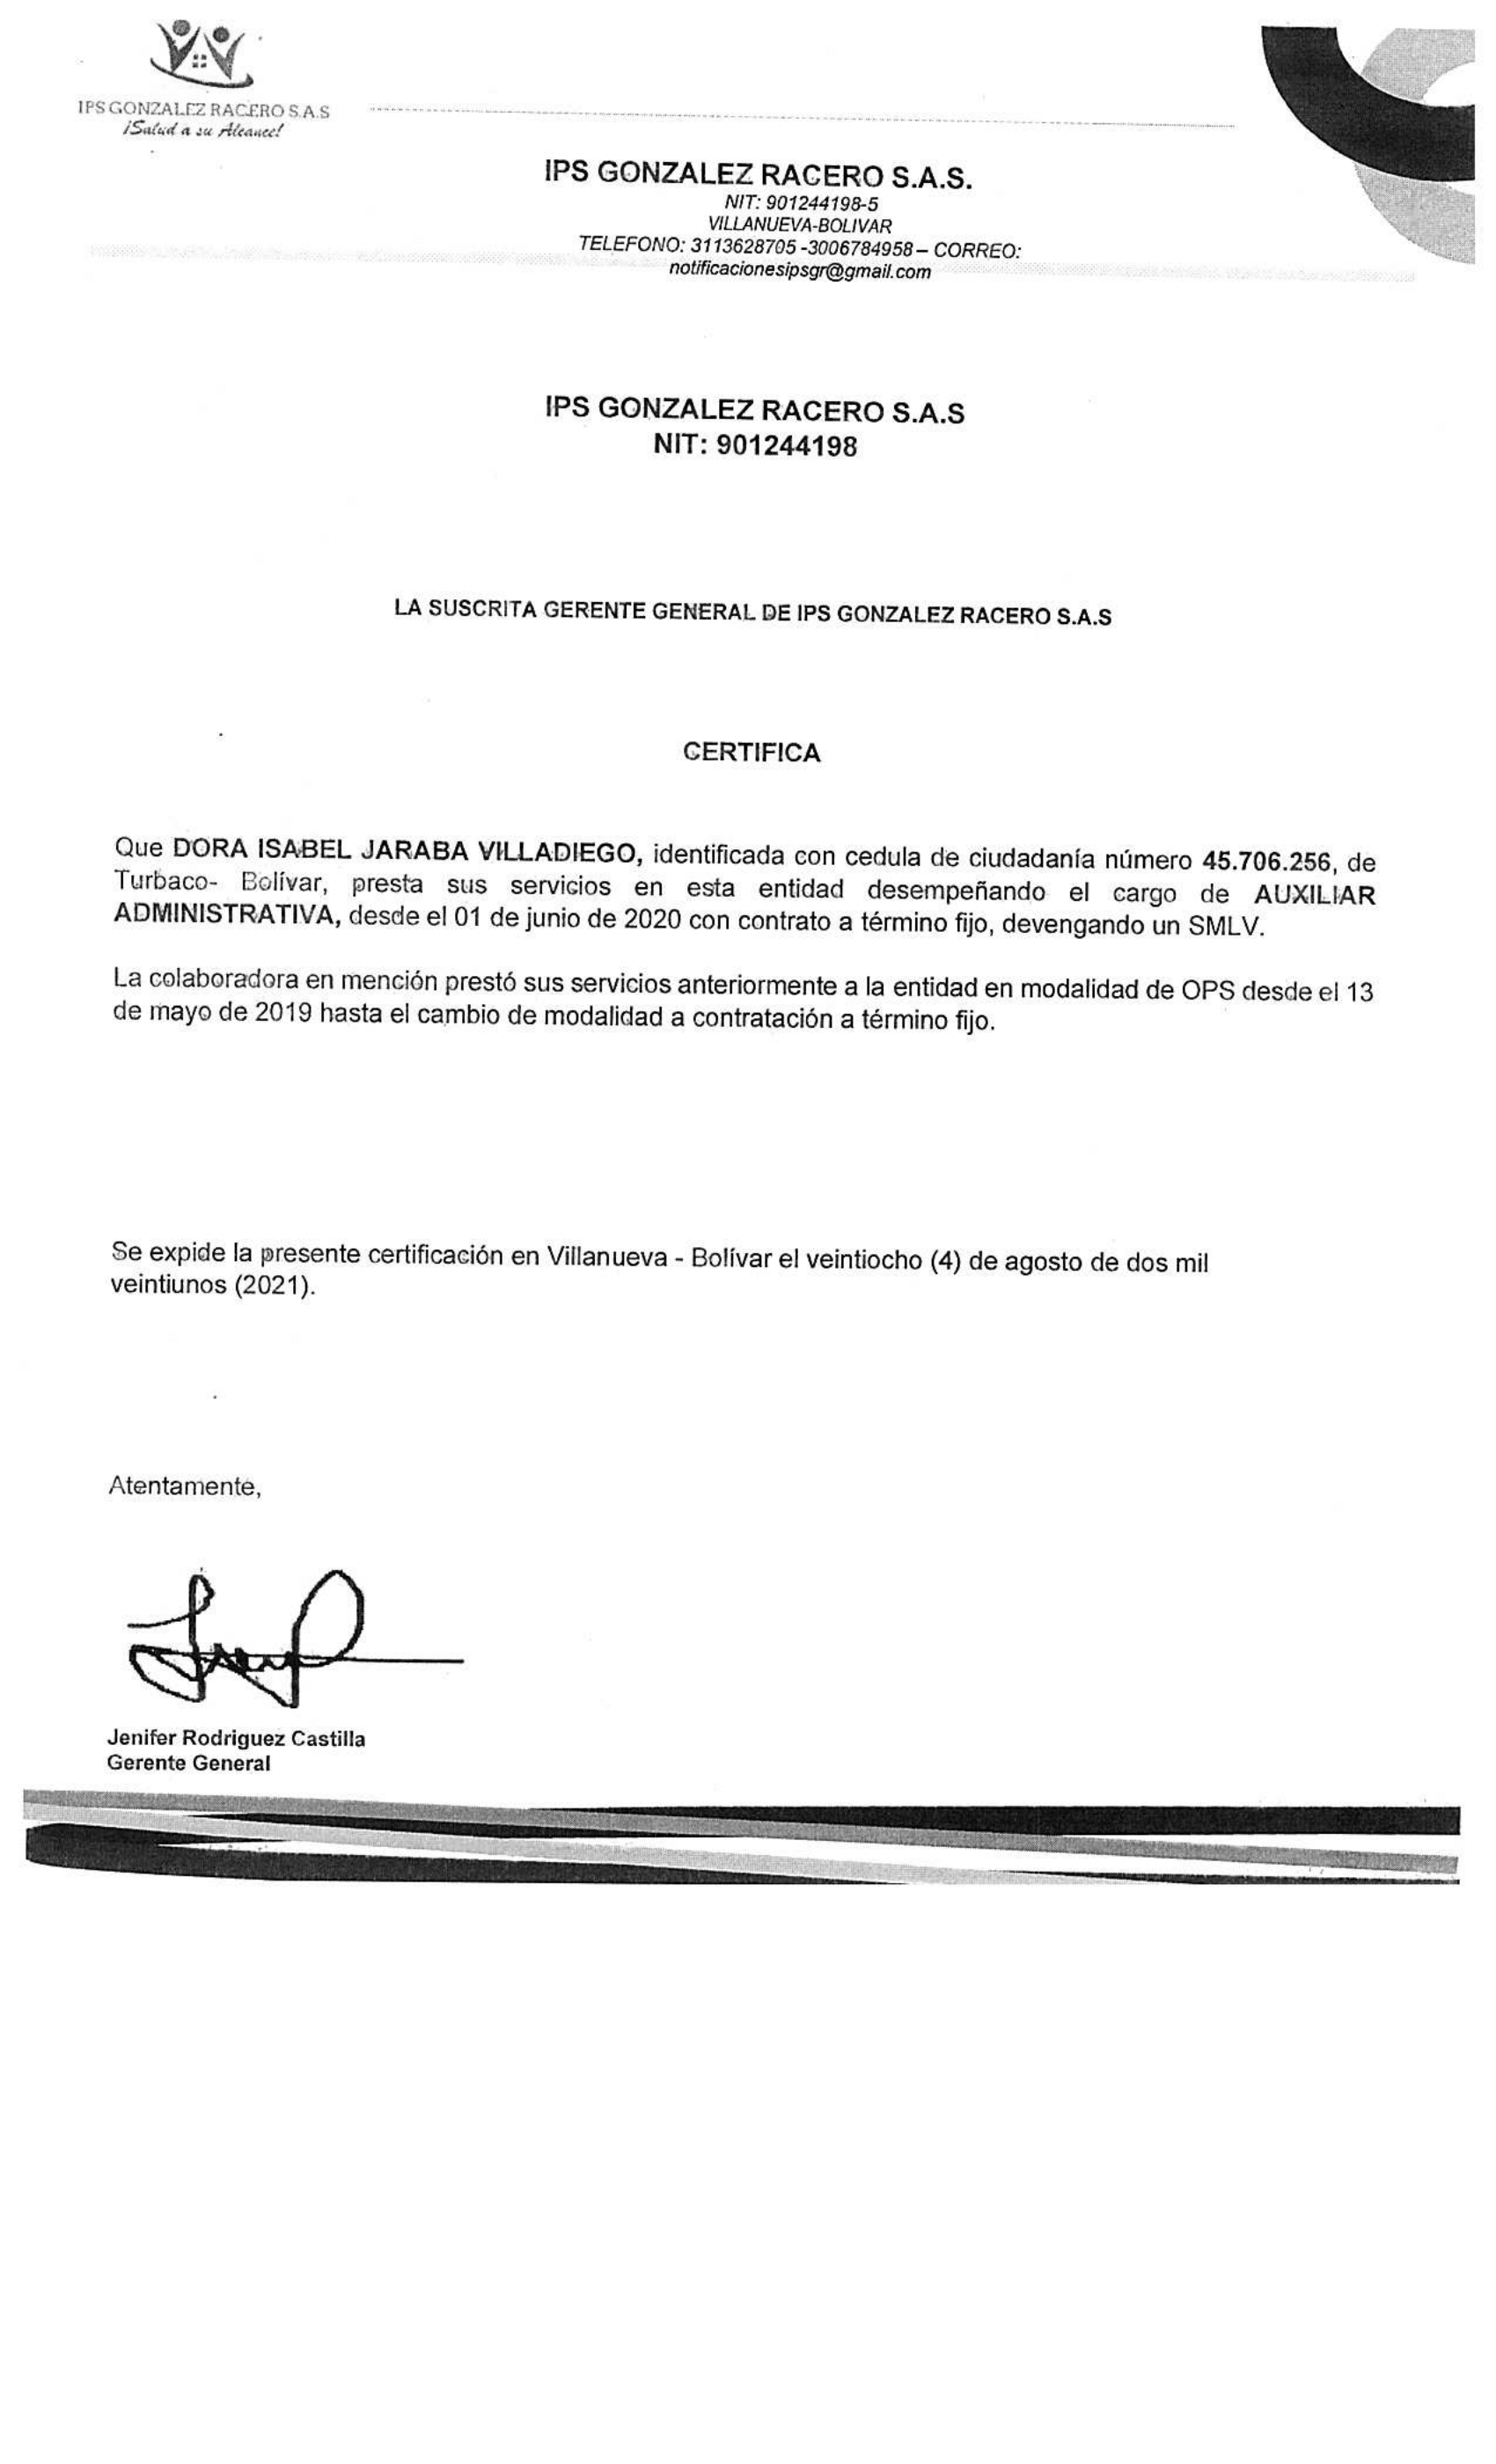 IPS GONZALEZ RACERO S.A.S
¡Salud a su Alcance!
IPS GONZALEZ RACERO S.A.S.
NIT: 901244198-5
VILLANUEVA-BOLIVAR
TELEFONO: 3113628705 -3006784958 – CORREO:
notificacionesipsgr@gmail.com
IPS GONZALEZ RACERO S.A.S
NIT: 901244198
LA SUSCRITA GERENTE GENERAL DE IPS GONZALEZ RACERO S.A.S
CERTIFICA
Que DORA ISABEL JARABA VILLADIEGO, identificada con cedula de ciudadanía número 45.706.256, de
Turbaco- Bolívar, presta sus servicios en esta entidad desempeñando el cargo de AUXILIAR
ADMINISTRATIVA, desde el 01 de junio de 2020 con contrato a término fijo, devengando un SMLV.
La colaboradora en mención prestó sus servicios anteriormente a la entidad en modalidad de OPS desde el 13
de mayo de 2019 hasta el cambio de modalidad a contratación a término fijo.
Se expide la presente certificación en Villanueva - Bolívar el veintiocho (4) de agosto de dos mil
veintiunos (2021).
Atentamente,
Jenifer Rodriguez Castilla
Gerente General